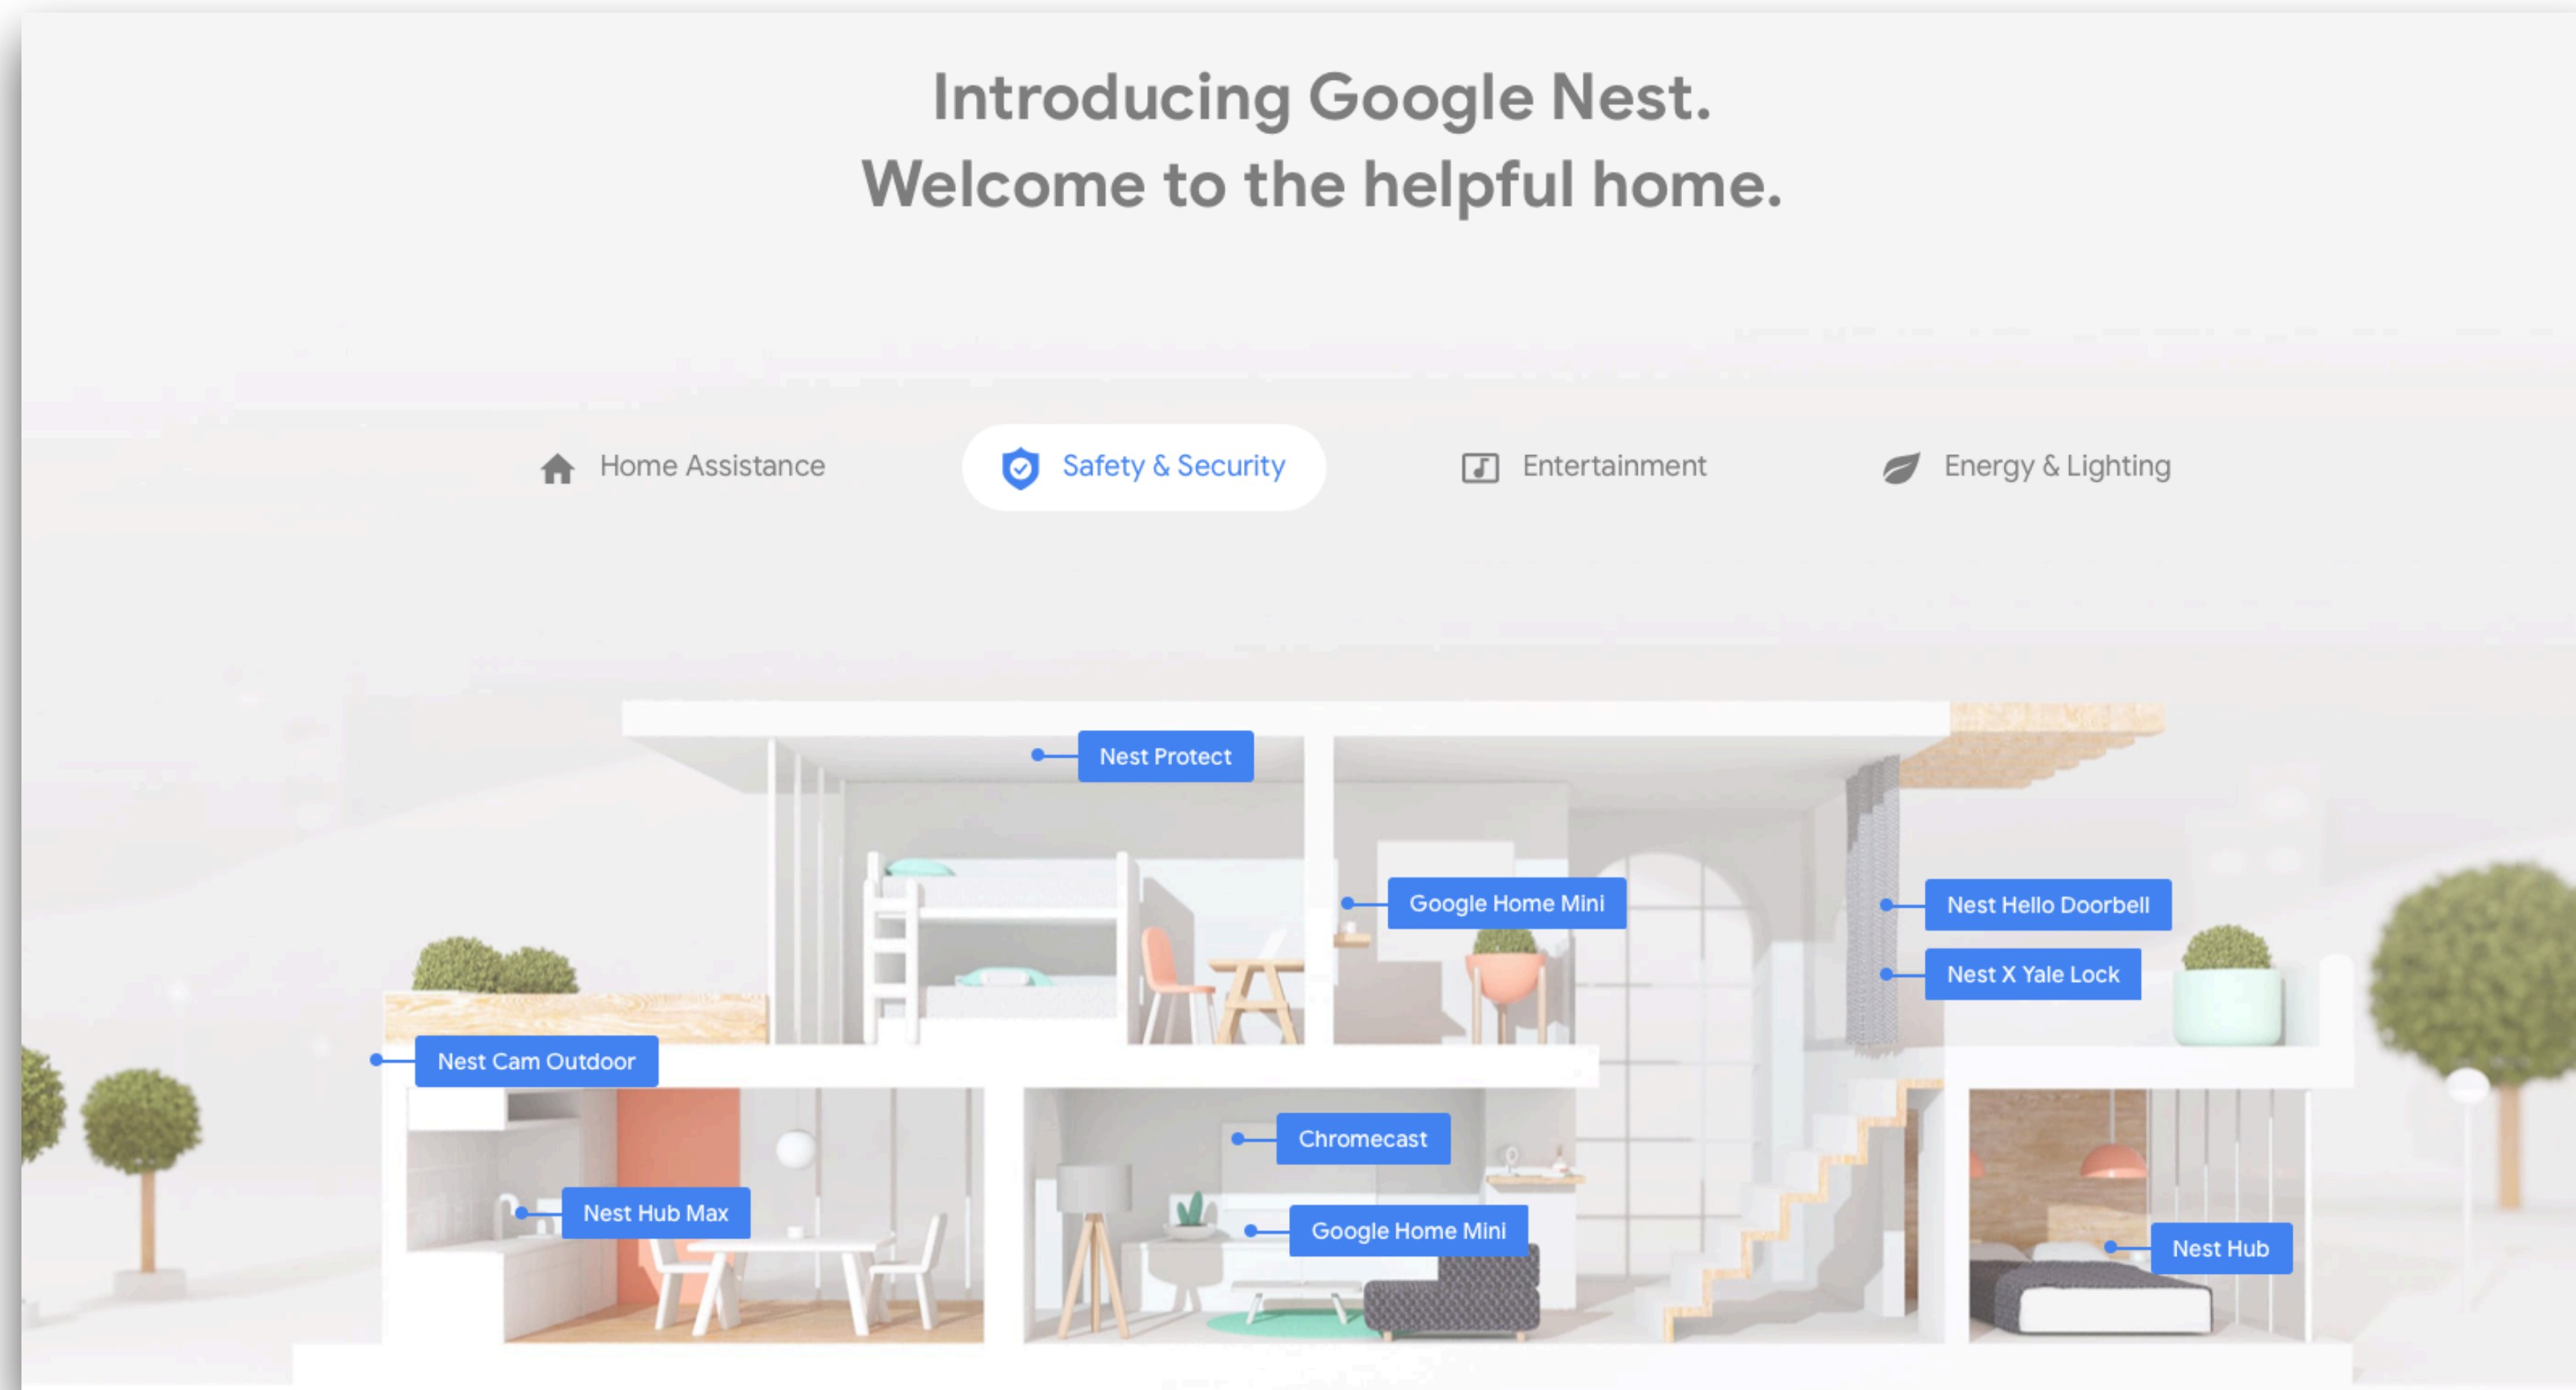 Introducing Google Nest.
Welcome to the helpful home.
Home Assistance
Safety & Security
Entertainment
Energy & Lighting
Nest Protect
Google Home Mini
Nest Hello Doorbell
Nest X Yale Lock
Nest Cam Outdoor
Chromecast
Nest Hub Max
Google Home Mini
Nest Hub